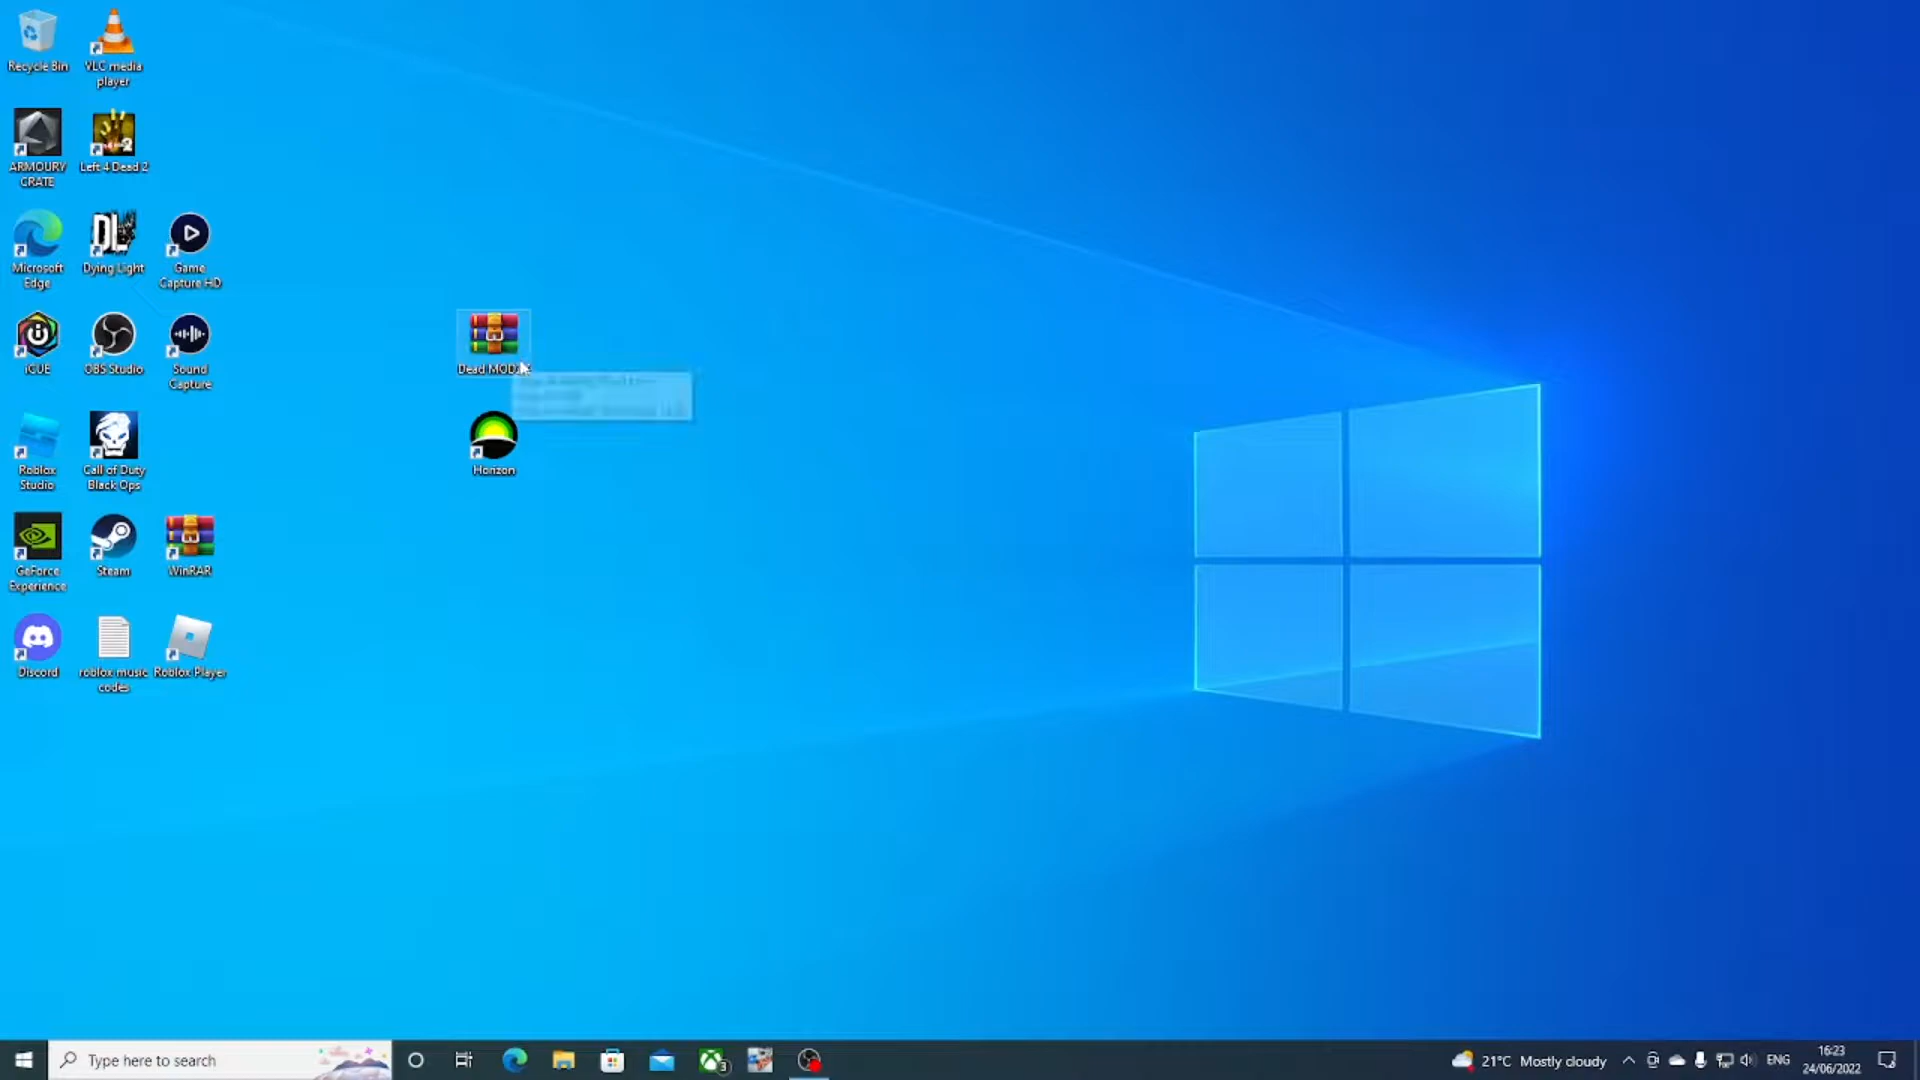 Recycle Bin
VLC media
player
ARMOURY
CRATE
Left 4 Dead 2
Microsoft
Edge
Dying Light
Game
Capture HD
iCUE
OBS Studio
Sound
Capture
Dead MOD
Roblox
Studio
Call of Duty
Black Ops
Horizon
GeForce
Experience
Steam
WinRAR
Discord
roblox music
codes
Roblox Player
Type here to search
3
21°C Mostly cloudy
ENG
16:23
24/06/2022